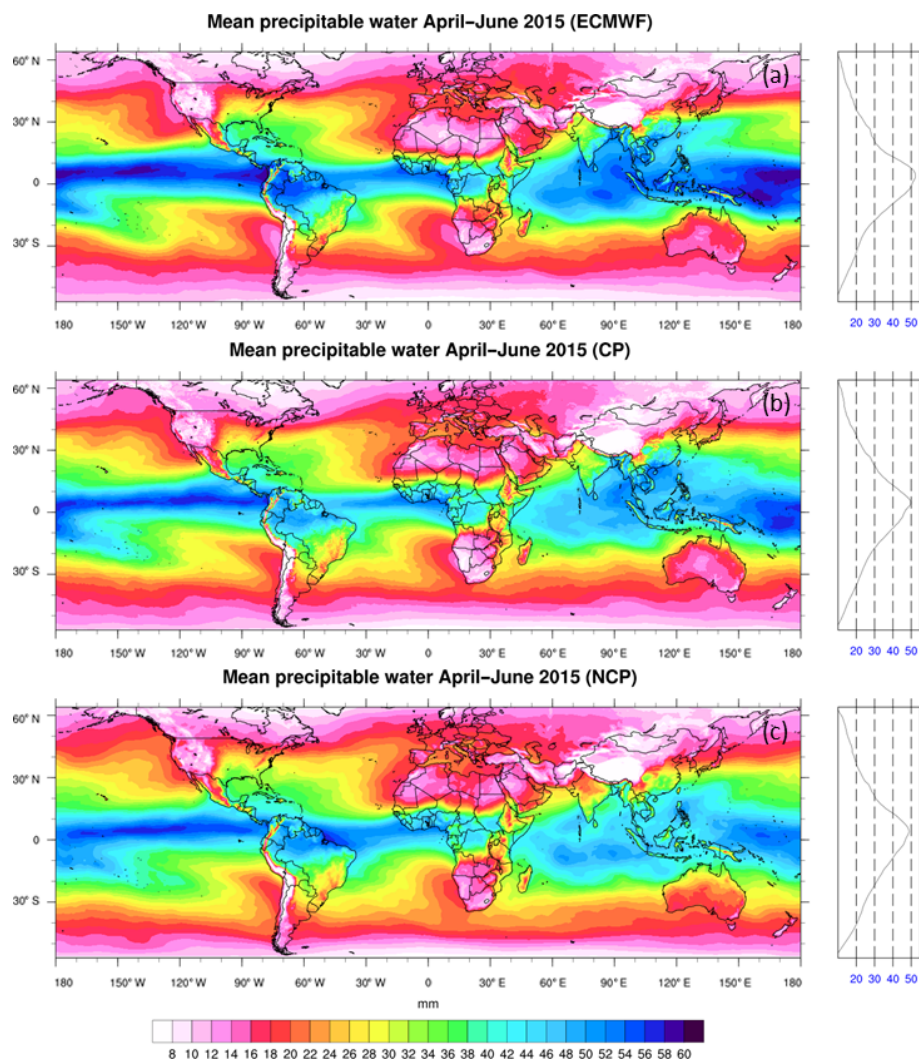 Mean precipitable water April–June 2015 (ECMWF)
(a)
60° N
30° N
0
30° S
180 150° W 120° W 90° W 60° W 30° W 0 30° E 60° E 90° E 120° E 150° E 180
20 30 40 50
Mean precipitable water April–June 2015 (CP)
(b)
60° N
30° N
0
30° S
180 150° W 120° W 90° W 60° W 30° W 0 30° E 60° E 90° E 120° E 150° E 180
20 30 40 50
Mean precipitable water April–June 2015 (NCP)
(c)
60° N
30° N
0
30° S
180 150° W 120° W 90° W 60° W 30° W 0 30° E 60° E 90° E 120° E 150° E 180
20 30 40 50
mm
8 10 12 14 16 18 20 22 24 26 28 30 32 34 36 38 40 42 44 48 50 52 54 56 58 60